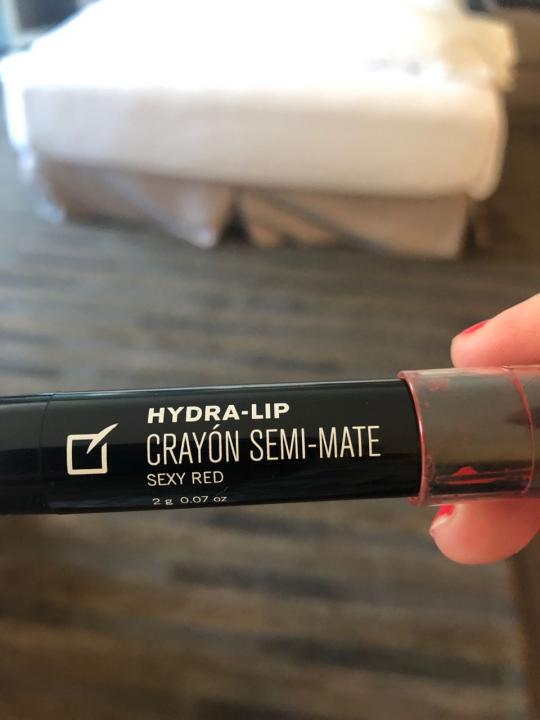 HYDRA-LIP
CRAYÓN SEMI-MATE
SEXY RED
2 g 0.07 oz